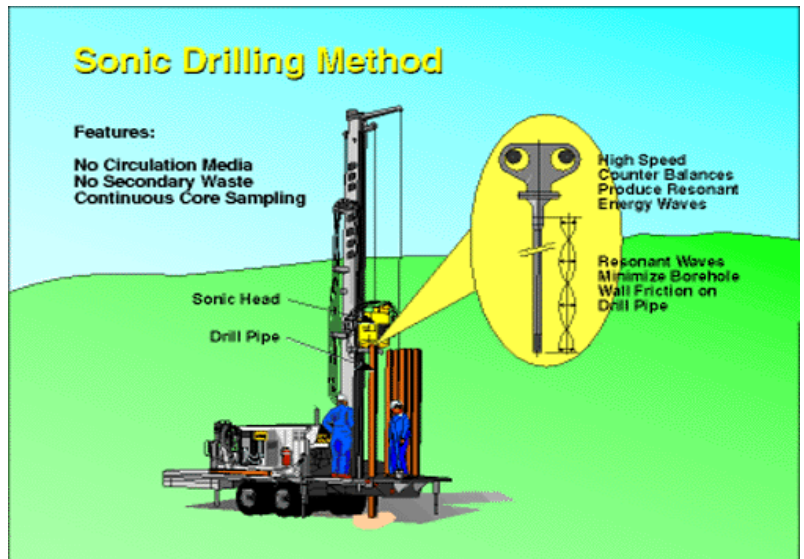 Sonic Drilling Method
Features:
No Circulation Media
No Secondary Waste
Continuous Core Sampling
High Speed
Counter Balances
Produce Resonant
Energy Waves
Resonant Waves
Minimize Borehole
Wall Friction on
Drill Pipe
Sonic Head
Drill Pipe